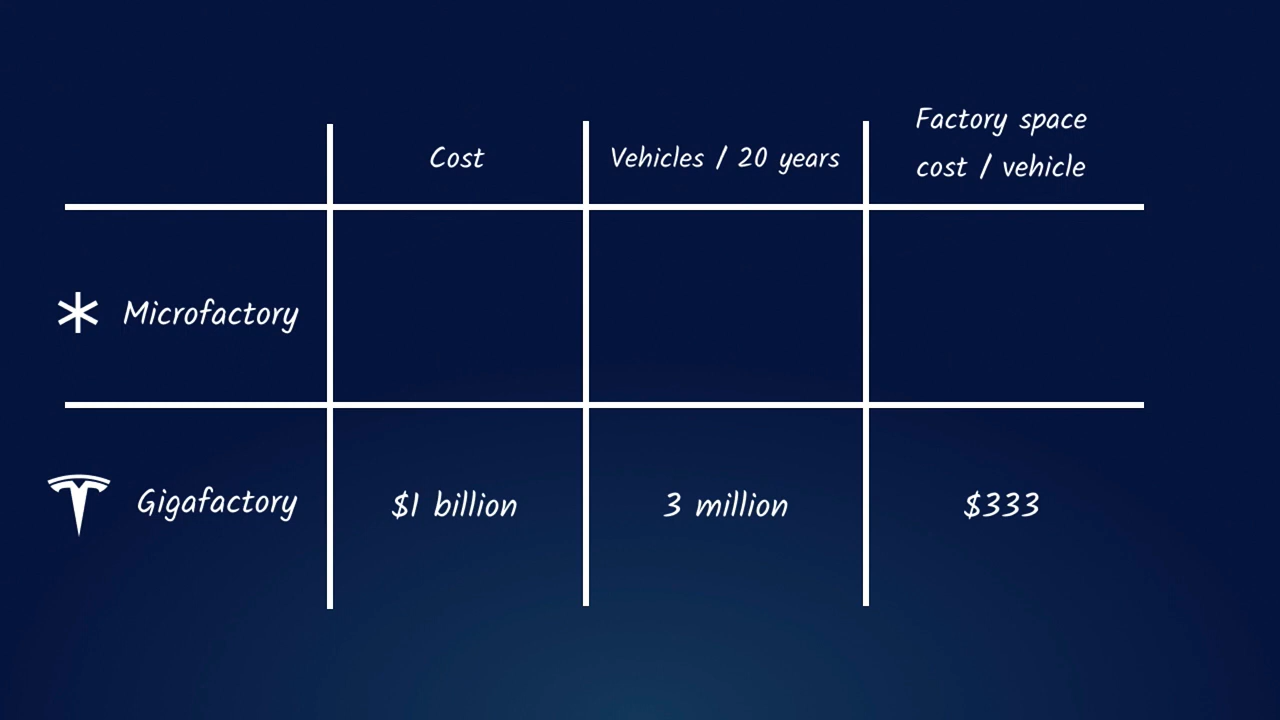 Cost
Vehicles / 20 years
Factory space
cost / vehicle
Microfactory
Gigafactory
$1 billion
3 million
$333